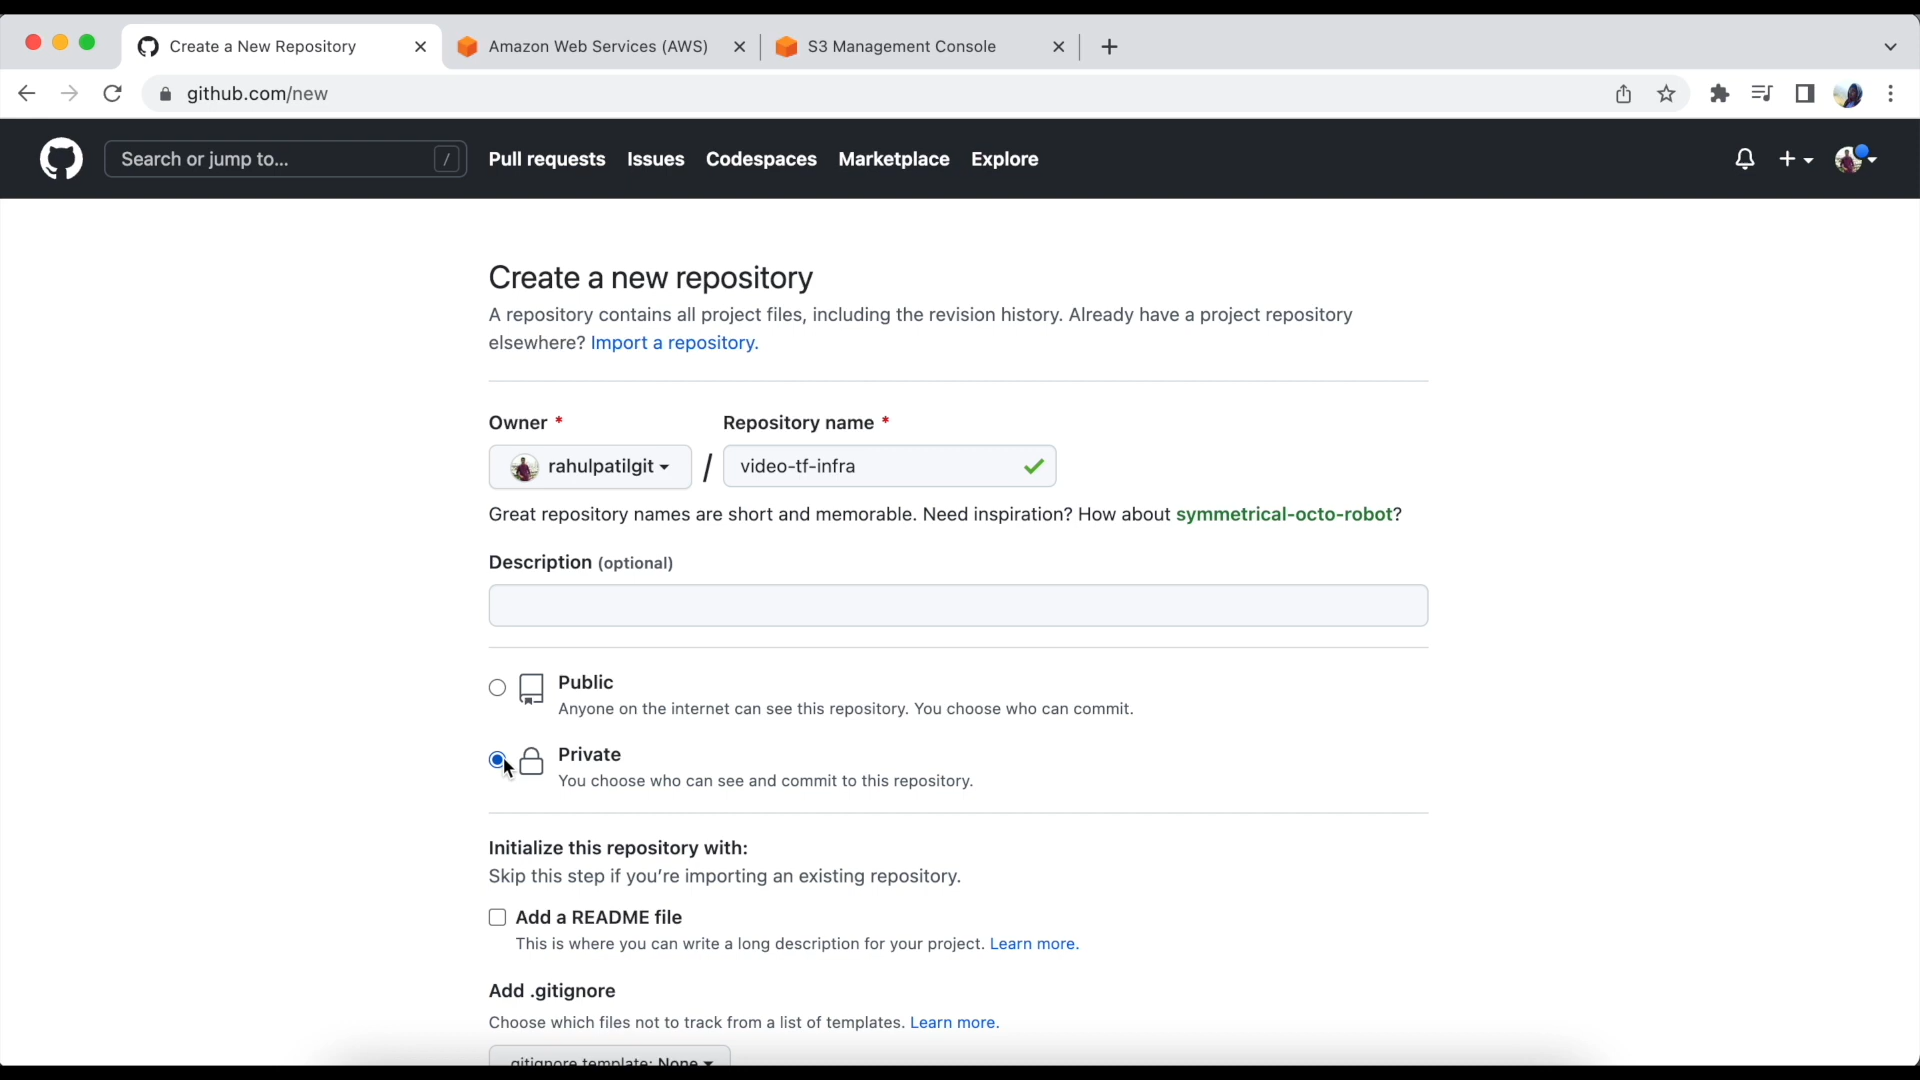 Create a New Repository
Amazon Web Services (AWS)
S3 Management Console
github.com/new
Search or jump to...
/
Pull requests
Issues
Codespaces
Marketplace
Explore
Create a new repository
A repository contains all project files, including the revision history. Already have a project repository
elsewhere? Import a repository.
Owner *
Repository name *
rahulpatilgit
/
video-tf-infra
Great repository names are short and memorable. Need inspiration? How about symmetrical-octo-robot?
Description (optional)
Public
Anyone on the internet can see this repository. You choose who can commit.
Private
You choose who can see and commit to this repository.
Initialize this repository with:
Skip this step if you’re importing an existing repository.
Add a README file
This is where you can write a long description for your project. Learn more.
Add .gitignore
Choose which files not to track from a list of templates. Learn more.
.gitignore template: None